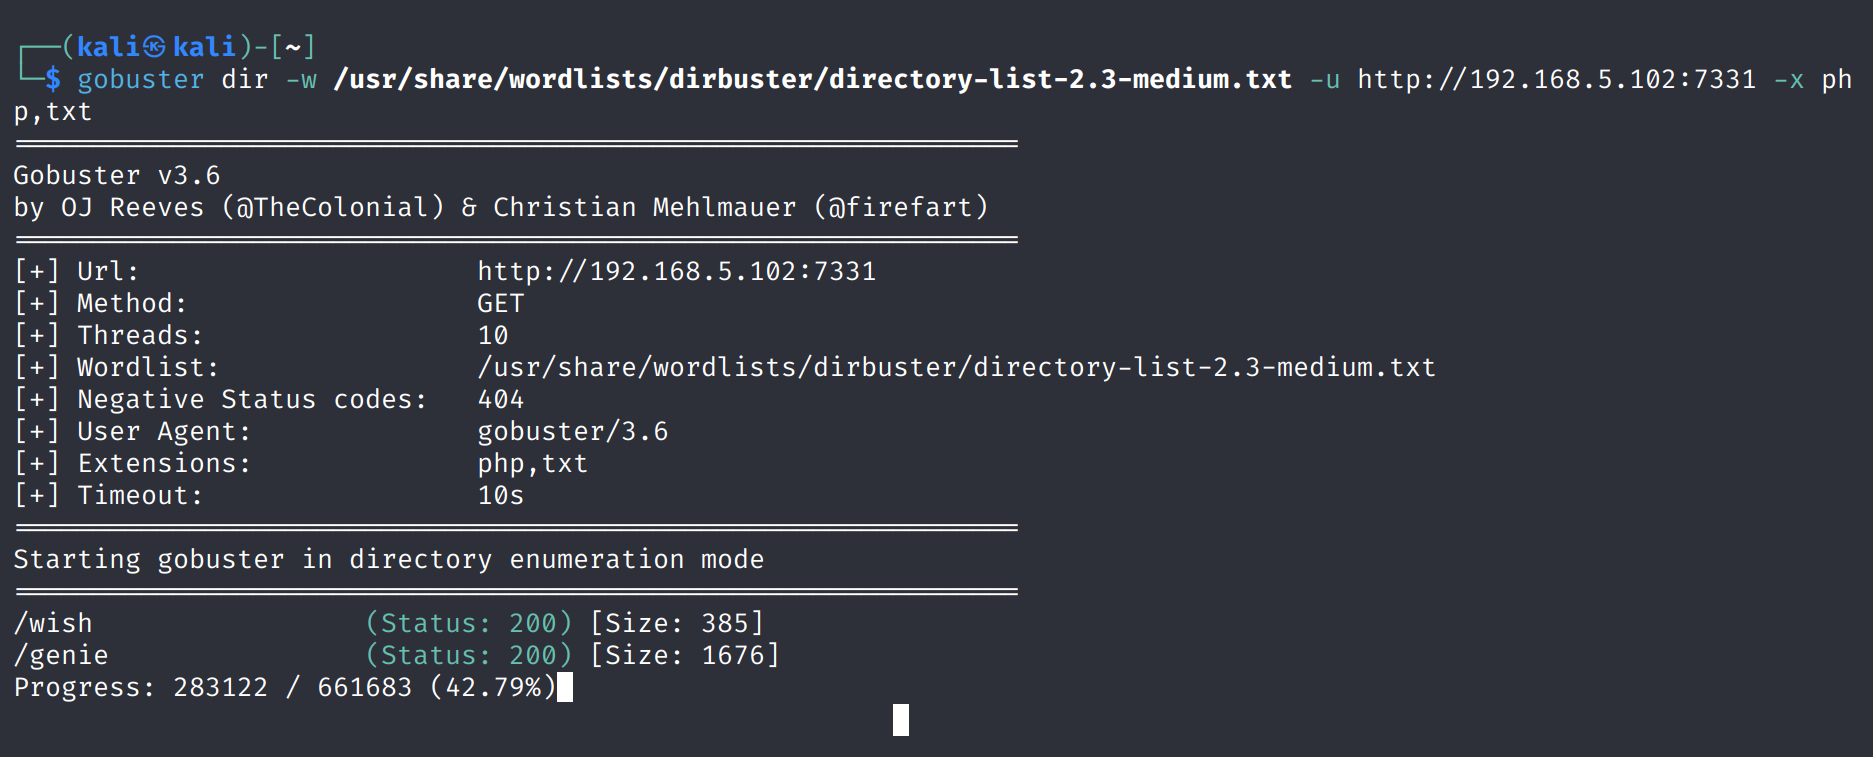 ┌──(kali㉿kali)-[~]
└─$ gobuster dir -w /usr/share/wordlists/dirbuster/directory-list-2.3-medium.txt -u http://192.168.5.102:7331 -x ph
p,txt
===============================================================
Gobuster v3.6
by OJ Reeves (@TheColonial) & Christian Mehlmauer (@firefart)
===============================================================
[+] Url:                     http://192.168.5.102:7331
[+] Method:                  GET
[+] Threads:                 10
[+] Wordlist:                /usr/share/wordlists/dirbuster/directory-list-2.3-medium.txt
[+] Negative Status codes:   404
[+] User Agent:              gobuster/3.6
[+] Extensions:              php,txt
[+] Timeout:                 10s
===============================================================
Starting gobuster in directory enumeration mode
===============================================================
/wish                 (Status: 200) [Size: 385]
/genie                (Status: 200) [Size: 1676]
Progress: 283122 / 661683 (42.79%)